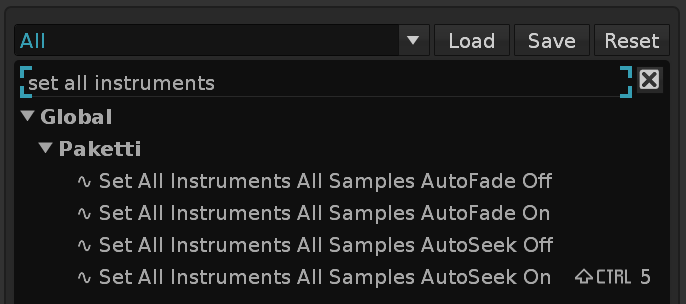 All Load Save Reset
set all instruments
Global
Paketti
Set All Instruments All Samples AutoFade Off
Set All Instruments All Samples AutoFade On
Set All Instruments All Samples AutoSeek Off
Set All Instruments All Samples AutoSeek On ⇧CTRL 5